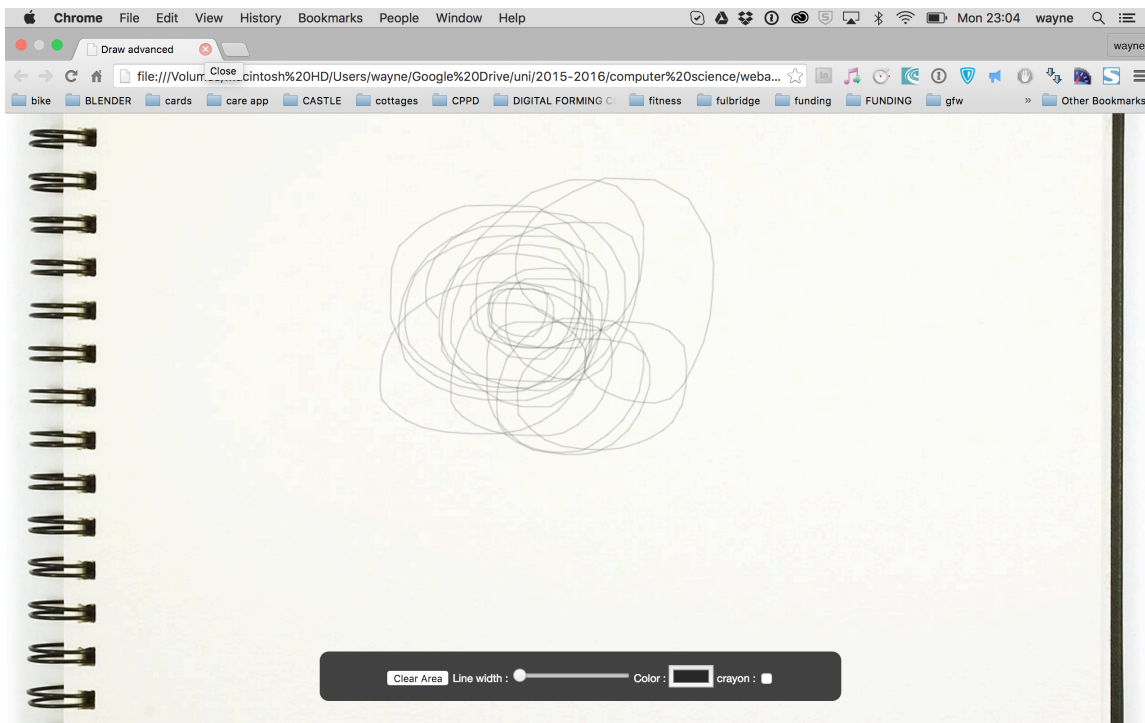 Chrome File Edit View History Bookmarks People Window Help Mon 23:04 wayne
Draw advanced wayne
Close
file:///Volum acintosh%20HD/Users/wayne/Google%20Drive/uni/2015-2016/computer%20science/weba...
bike BLENDER cards care app CASTLE cottages CPPD DIGITAL FORMING C fitness fulbridge funding FUNDING gfw » Other Bookmarks
Clear Area Line width : Color : crayon :